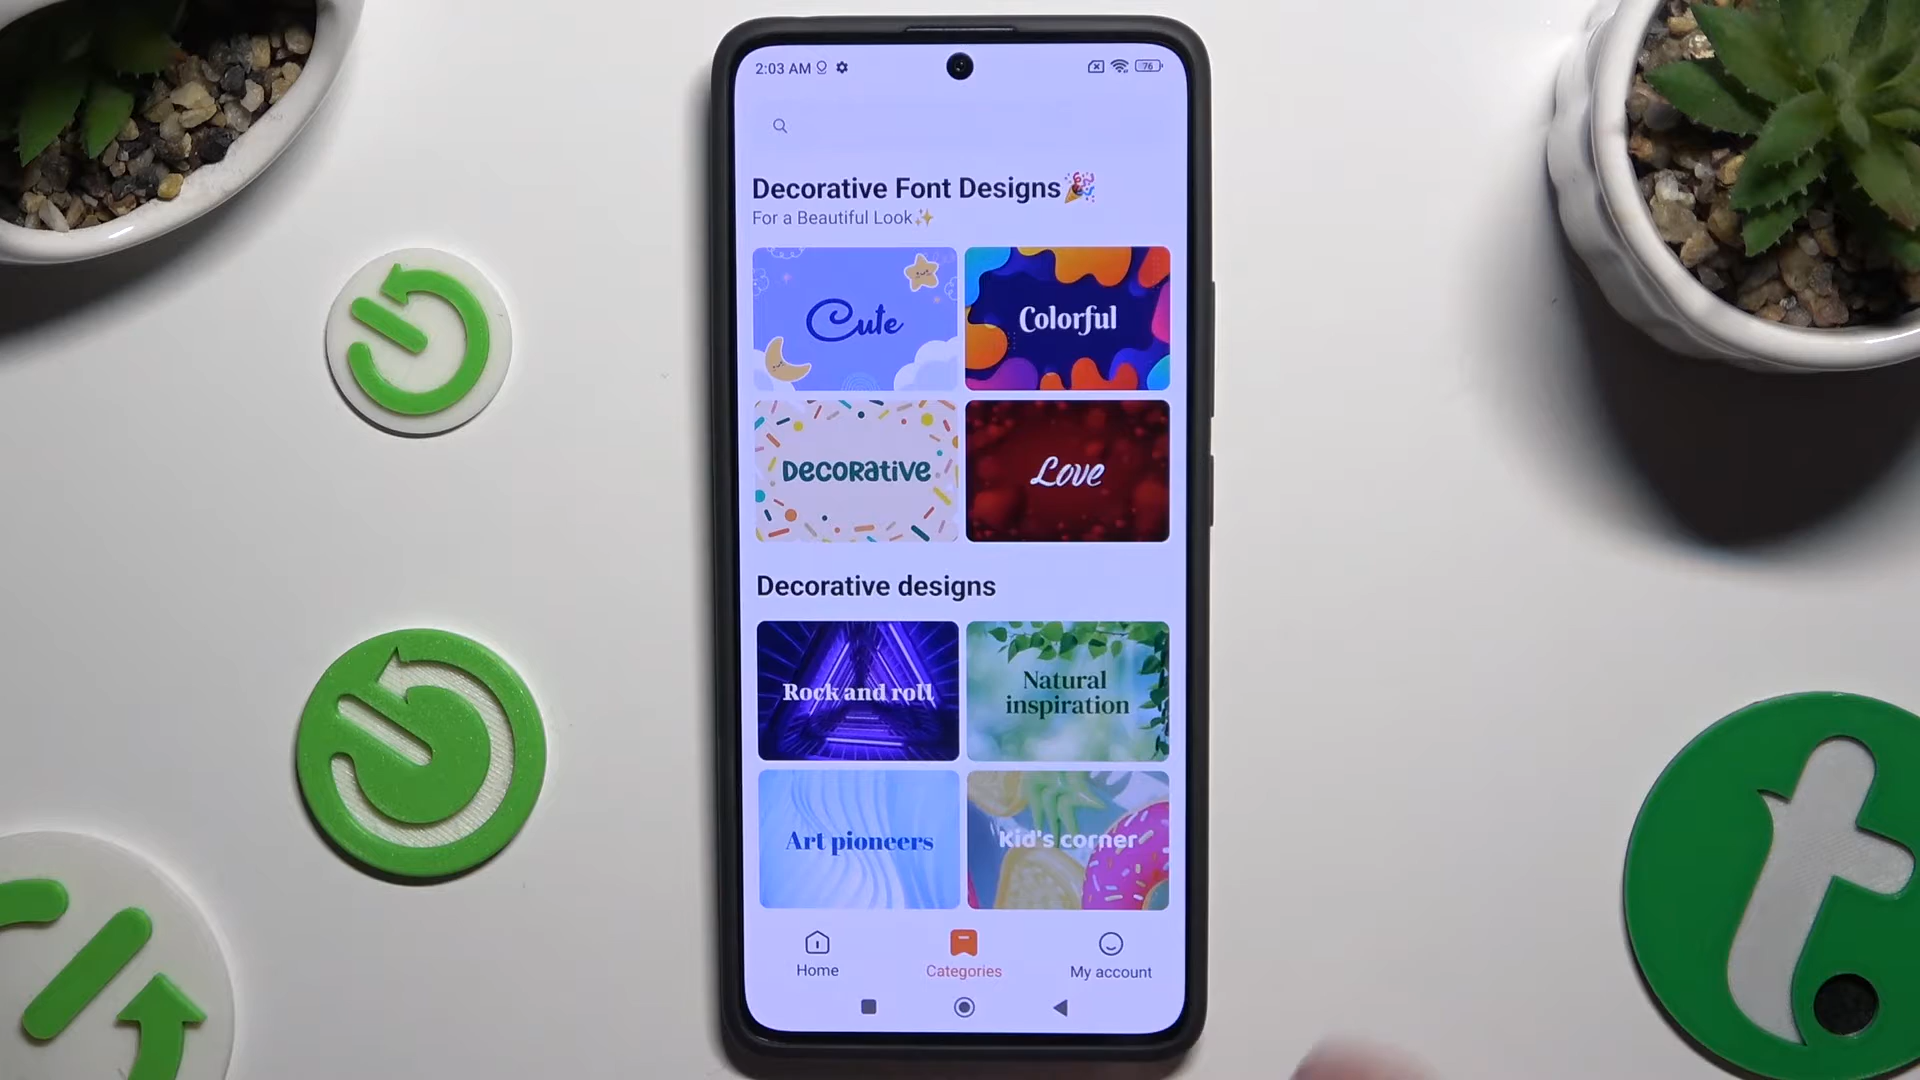 2:03 AM
76
Decorative Font Designs🎉
For a Beautiful Look✨
Cute
Colorful
Decorative
Love
Decorative designs
Rock and roll
Natural
inspiration
Art pioneers
Kid's corner
Home
Categories
My account